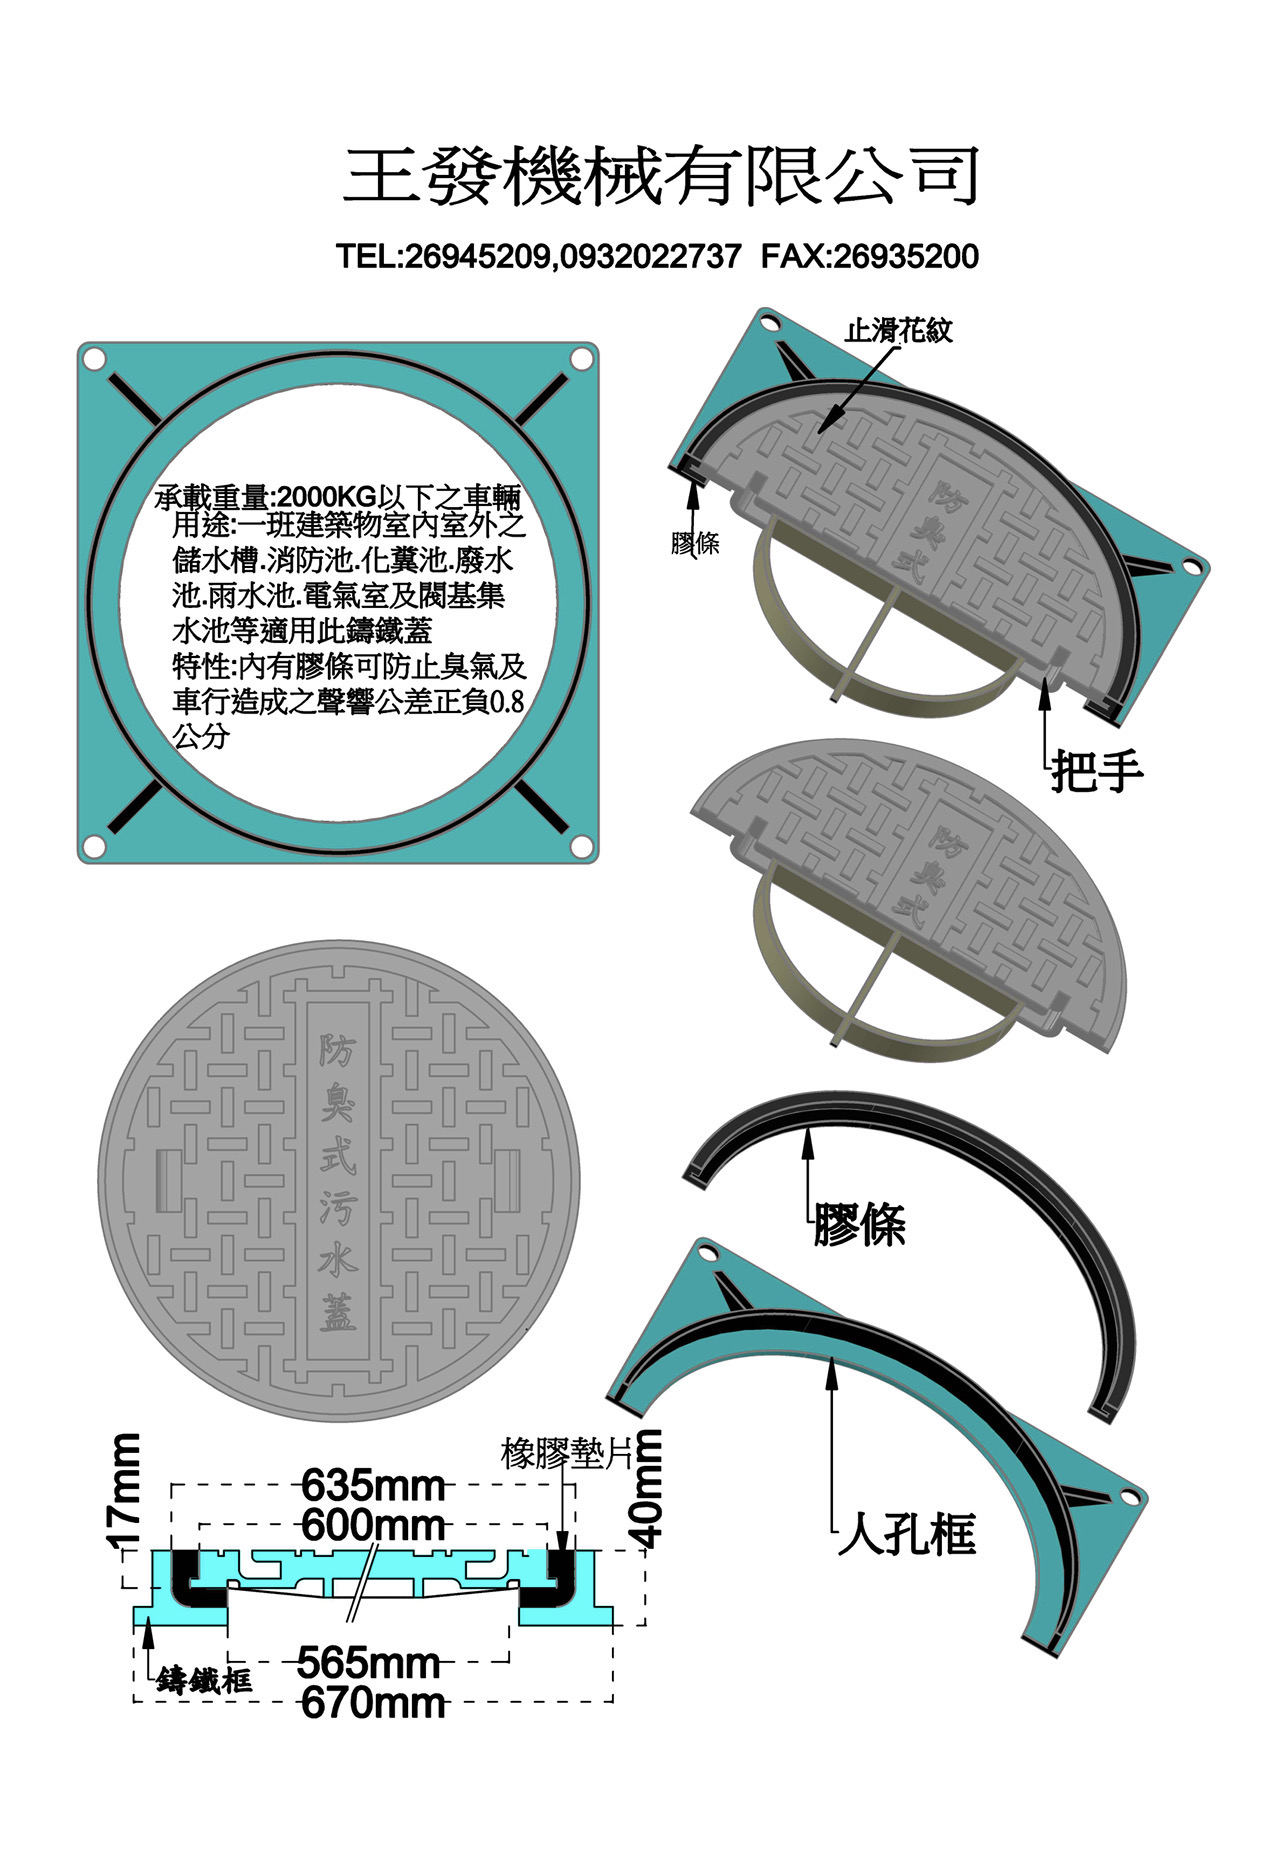 王發機械有限公司
TEL:26945209,0932022737 FAX:26935200
承載重量:2000KG以下之車輛
用途:一班建築物室內室外之
儲水槽.消防池.化糞池.廢水
池.雨水池.電氣室及閥基集
水池等適用此鑄鐵蓋
特性:內有膠條可防止臭氣及
車行造成之聲響公差正負0.8
公分
止滑花紋
防臭式
膠條
把手
防臭式
防臭式污水蓋
膠條
人孔框
橡膠墊片
17mm
635mm
600mm
40mm
鑄鐵框
565mm
670mm